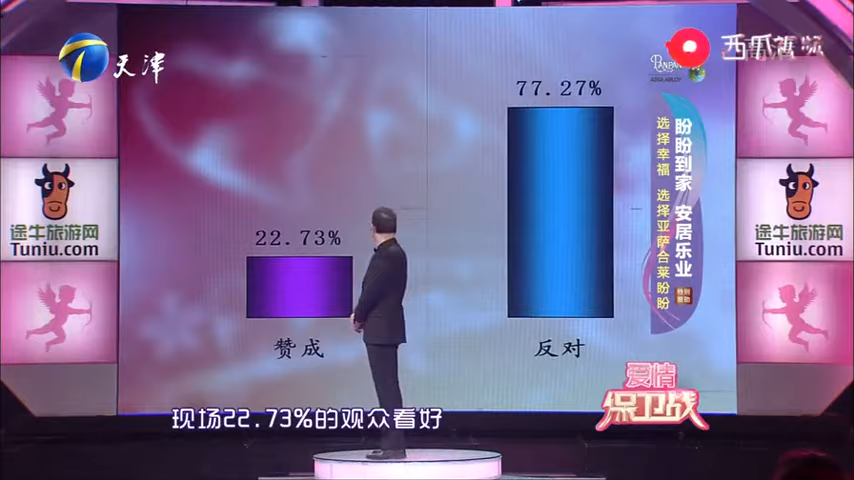 天津
西瓜视频
PANPAN
ASSA ABLOY
盼盼到家 安居乐业
选择幸福 选择亚萨合莱盼盼
特别赞助
77.27%
22.73%
赞成
反对
途牛旅游网
Tuniu.com
途牛旅游网
Tuniu.com
爱情
保卫战
现场22.73%的观众看好